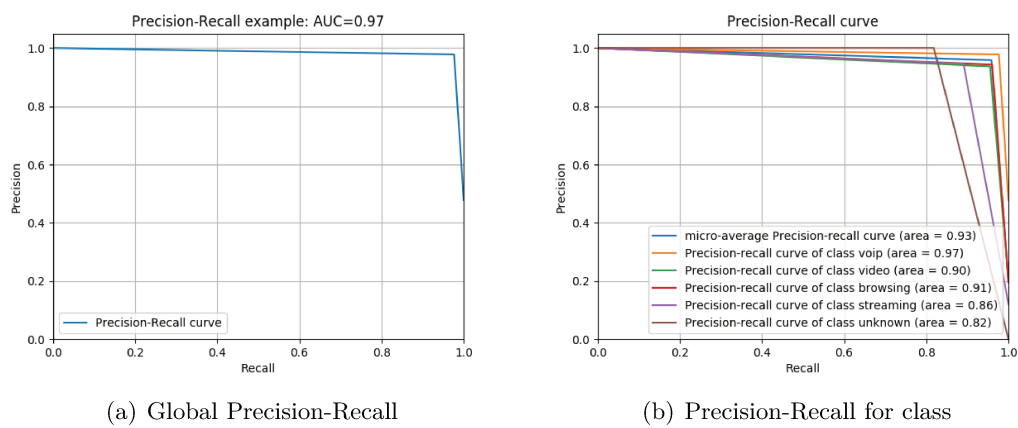 Precision-Recall example: AUC=0.97
1.0
0.8
0.6
0.4
0.2
0.0
Precision
Precision-Recall curve
0.0 0.2 0.4 0.6 0.8 1.0
Recall
(a) Global Precision-Recall
Precision-Recall curve
1.0
0.8
0.6
0.4
0.2
0.0
Precision
micro-average Precision-recall curve (area = 0.93)
Precision-recall curve of class voip (area = 0.97)
Precision-recall curve of class video (area = 0.90)
Precision-recall curve of class browsing (area = 0.91)
Precision-recall curve of class streaming (area = 0.86)
Precision-recall curve of class unknown (area = 0.82)
0.0 0.2 0.4 0.6 0.8 1.0
Recall
(b) Precision-Recall for class